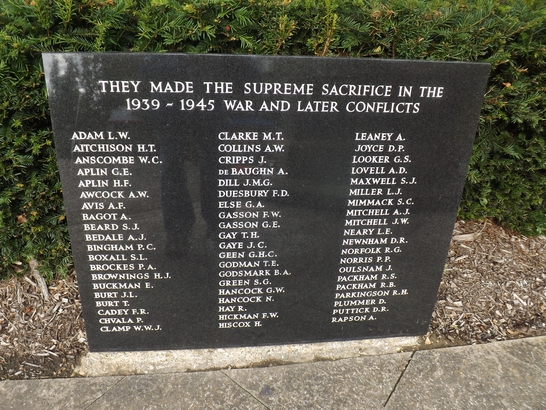 THEY MADE THE SUPREME SACRIFICE IN THE
1939 ~ 1945 WAR AND LATER CONFLICTS
ADAM L.W.
AITCHISON H.T.
ANSCOMBE W.C.
APLIN G.E.
APLIN H.F.
AWCOCK A.W.
AVIS A.F.
BAGOT A.
BEARD S.J.
BEDALE A.J.
BINGHAM P.C.
BOXALL S.L.
BROCKES P.A.
BROWNINGS H.J.
BUCKMAN E.
BURT J.L.
BURT T.
CADEY F.R.
CHVALA P.
CLAMP W.W.J.
CLARKE M.T.
COLLINS A.W.
CRIPPS J.
DE BAUGHN A.
DILL J.M.G.
DUESBURY F.D.
ELSE G.A.
GASSON F.W.
GASSON G.E.
GAY T.H.
GAYE J.C.
GEEN G.H.C.
GODMAN T.E.
GODSMARK B.A.
GREEN S.G.
HANCOCK G.W.
HANCOCK N.
HAY R.
HICKMAN F.W.
HISCOX H.
LEANEY A.
JOYCE D.P.
LOOKER G.S.
LOVELL A.D.
MAXWELL S.J.
MILLER L.J.
MIMMACK S.C.
MITCHELL A.J.
MITCHELL J.W.
NEARY L.E.
NEWNHAM D.R.
NORFOLK R.G.
NORRIS P.P.
OULSNAM J.
PACKHAM R.S.
PACKHAM R.B.
PARKINGSON R.H.
PLUMMER D.
PUTTICK D.R.
RAPSON A.